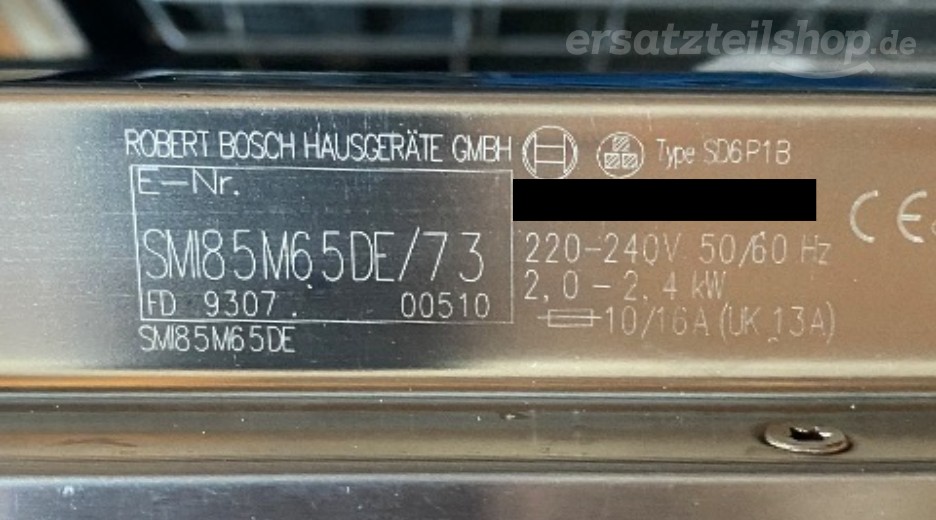 ersatzteilshop.de
ROBERT BOSCH HAUSGERÄTE GMBH Type SD6P1B
E-Nr.
SMI85M65DE/73
FD 9307 00510
SMI85M65DE
220-240V 50/60 Hz
2,0 - 2,4 kW
10/16A (UK 13A)
CE